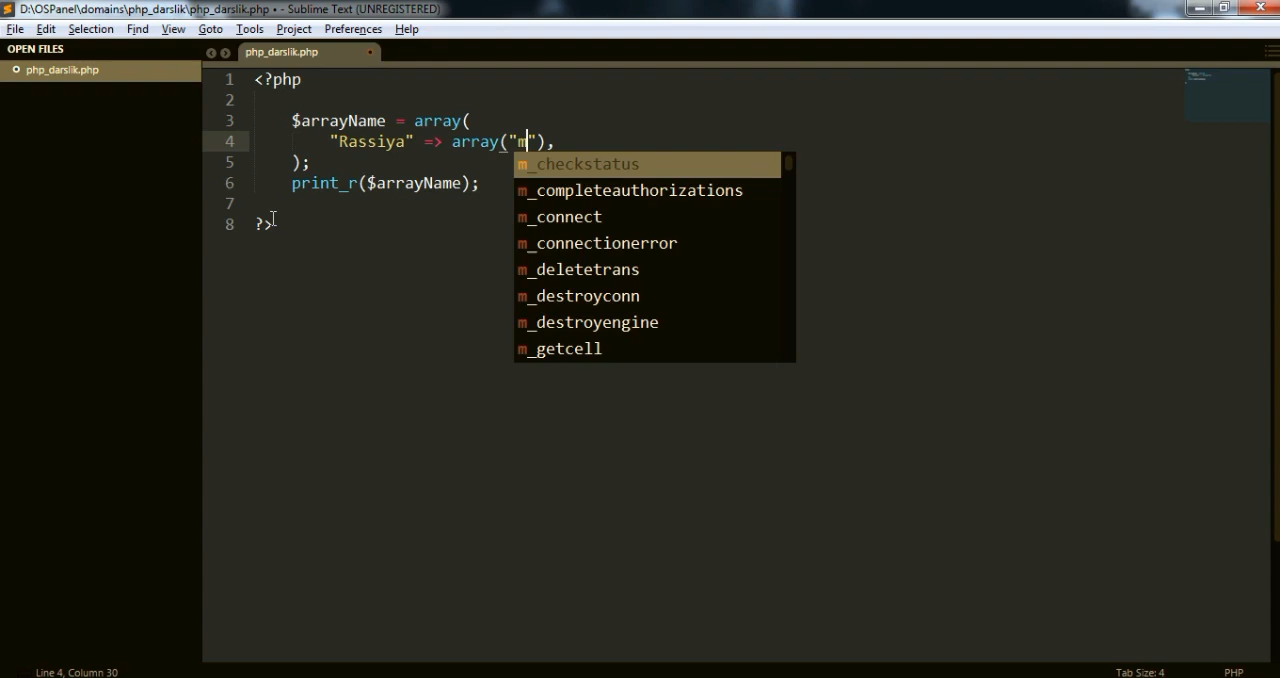 D:\OSPanel\domains\php_darslik\php_darslik.php • - Sublime Text (UNREGISTERED)
File Edit Selection Find View Goto Tools Project Preferences Help
OPEN FILES
php_darslik.php
php_darslik.php
1 <?php
2
3 $arrayName = array(
4 "Rassiya" => array("m"),
5 );
6 print_r($arrayName);
7
8 ?>
m_checkstatus
m_completeauthorizations
m_connect
m_connectionerror
m_deletetrans
m_destroyconn
m_destroyengine
m_getcell
Line 4, Column 30
Tab Size: 4
PHP